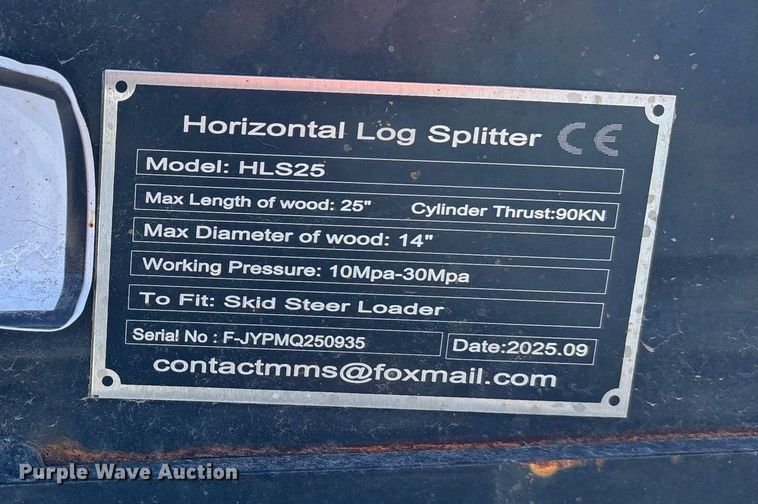 Horizontal Log Splitter CE
Model: HLS25
Max Length of wood: 25" Cylinder Thrust:90KN
Max Diameter of wood: 14"
Working Pressure: 10Mpa-30Mpa
To Fit: Skid Steer Loader
Serial No : F-JYPMQ250935 Date:2025.09
contactmms@foxmail.com
Purple Wave Auction